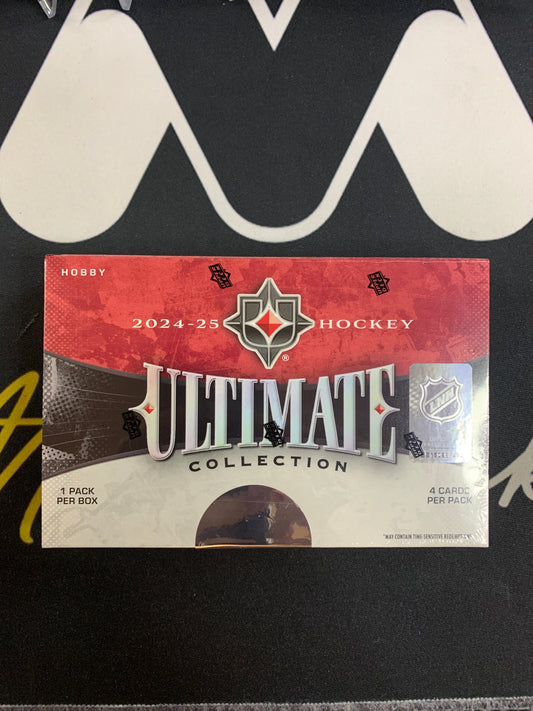 HOBBY
2024-25 HOCKEY
®
ULTIMATE
COLLECTION
1 PACK
PER BOX
4 CARDS
PER PACK
*MAY CONTAIN TIME SENSITIVE REDEMPTIONS